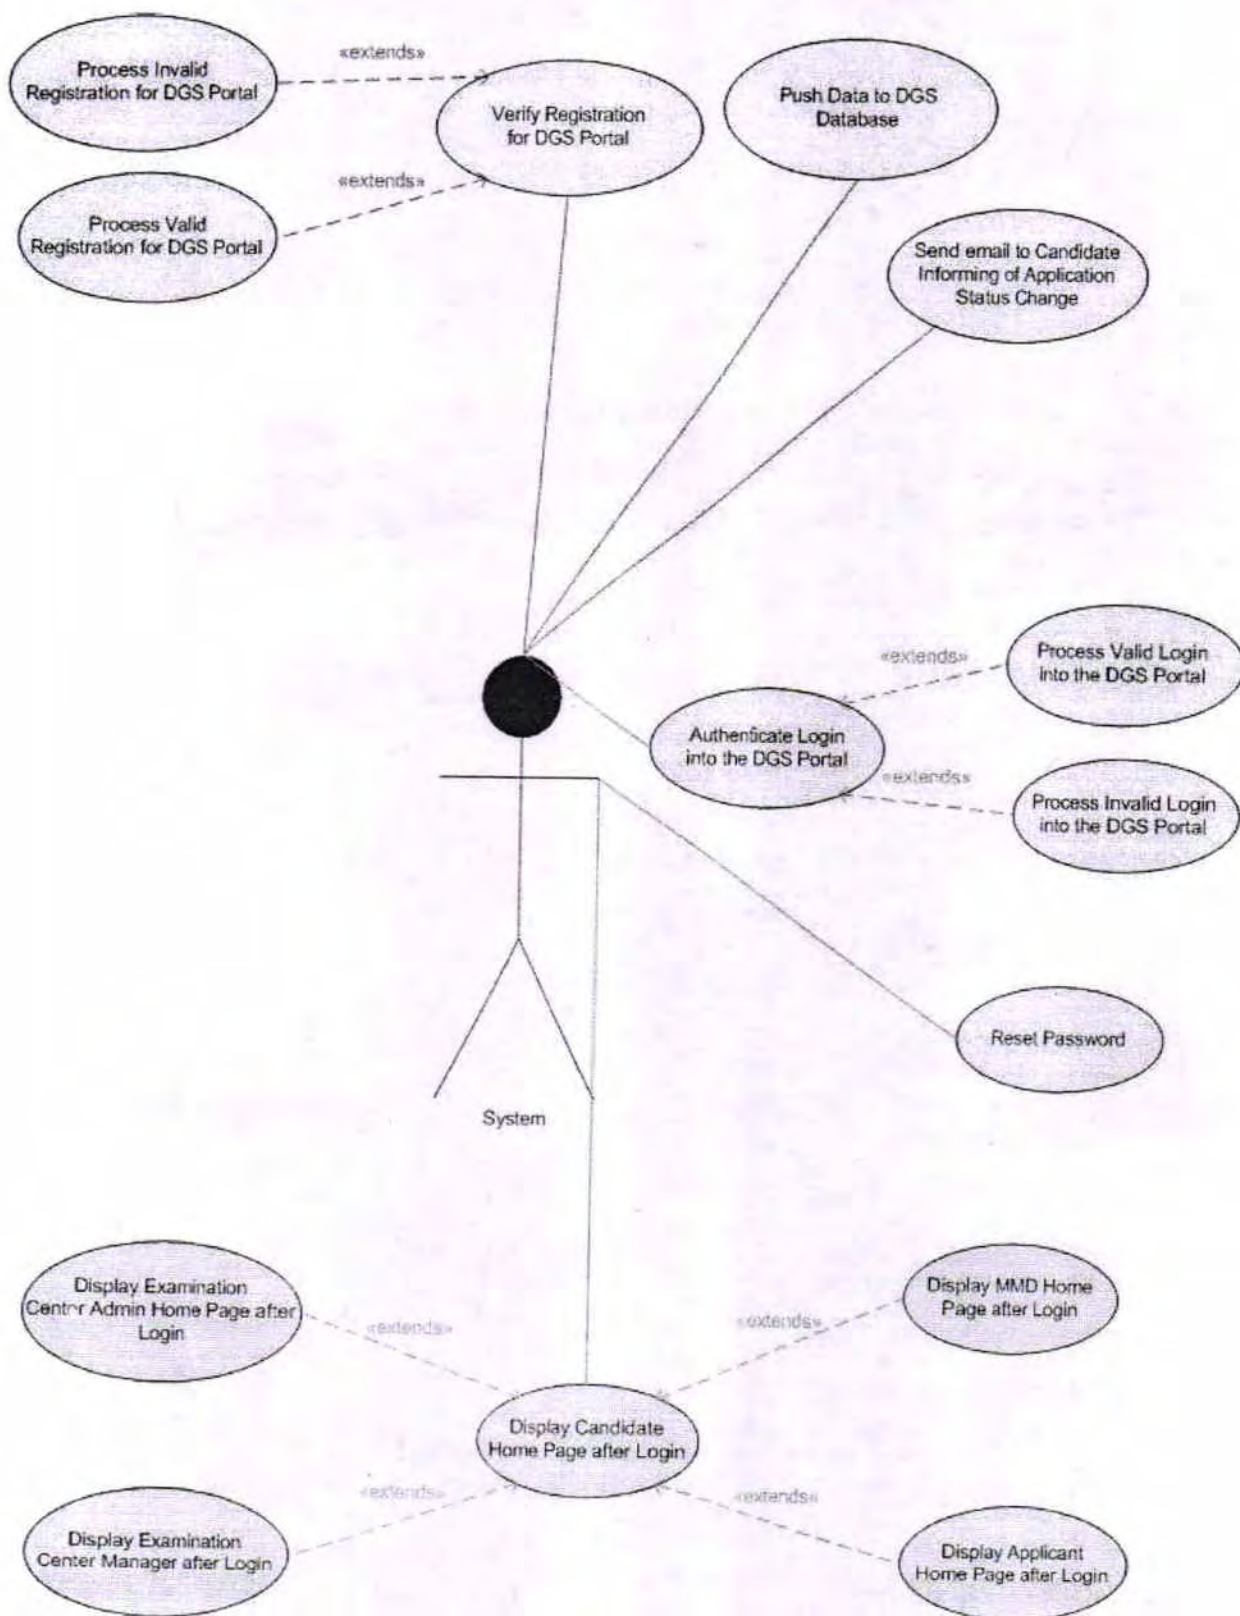 Process Invalid
Registration for DGS Portal
«extends»
Verify Registration
for DGS Portal
Push Data to DGS
Database
Process Valid
Registration for DGS Portal
«extends»
Send email to Candidate
Informing of Application
Status Change
«extends»
Process Valid Login
into the DGS Portal
Authenticate Login
into the DGS Portal
«extends»
Process Invalid Login
into the DGS Portal
Reset Password
System
Display Examination
Center Admin Home Page after
Login
«extends»
Display MMD Home
Page after Login
«extends»
Display Candidate
Home Page after Login
«extends»
Display Examination
Center Manager after Login
«extends»
Display Applicant
Home Page after Login